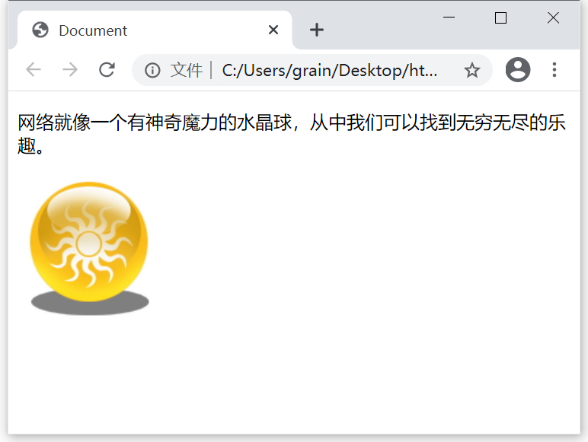 Document
文件 | C:/Users/grain/Desktop/ht...
网络就像一个有神奇魔力的水晶球，从中我们可以找到无穷无尽的乐
趣。